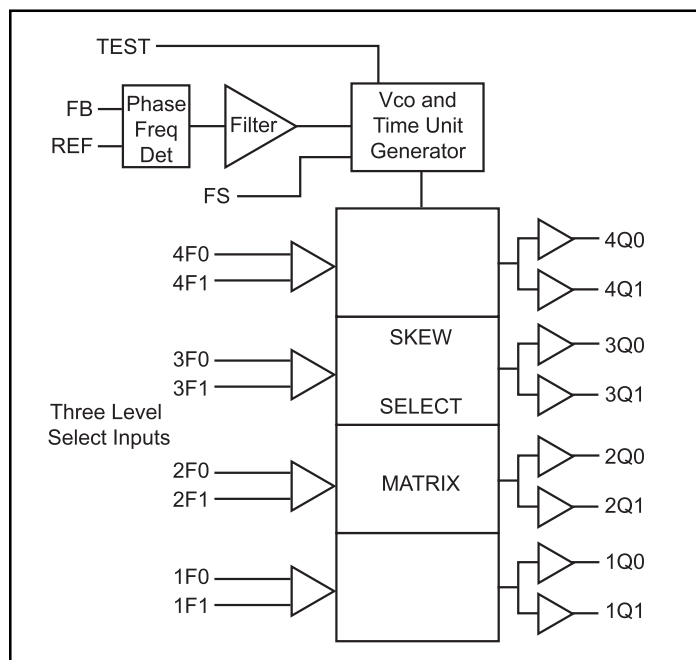 TEST
FB
REF
Phase
Freq
Det
Filter
Vco and
Time Unit
Generator
FS
4F0
4F1
4Q0
4Q1
3F0
3F1
SKEW
SELECT
3Q0
3Q1
Three Level
Select Inputs
2F0
2F1
MATRIX
2Q0
2Q1
1F0
1F1
1Q0
1Q1